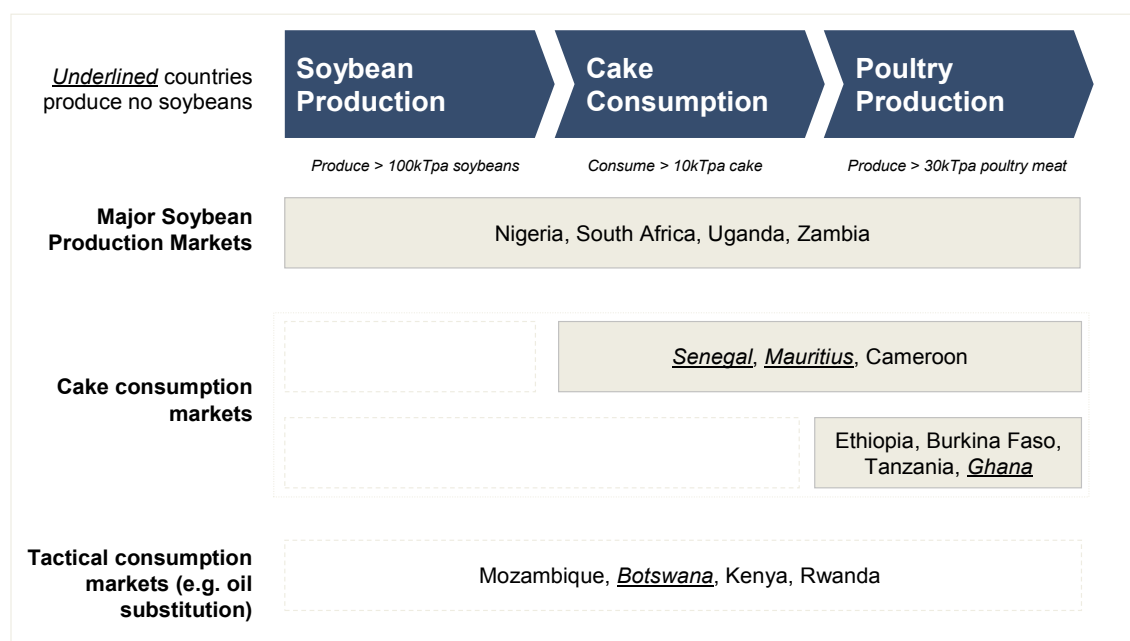 Underlined countries
produce no soybeans
Soybean
Production
Cake
Consumption
Poultry
Production
Produce > 100kTpa soybeans
Consume > 10kTpa cake
Produce > 30kTpa poultry meat
Major Soybean
Production Markets
Nigeria, South Africa, Uganda, Zambia
Cake consumption
markets
Senegal, Mauritius, Cameroon
Ethiopia, Burkina Faso,
Tanzania, Ghana
Tactical consumption
markets (e.g. oil
substitution)
Mozambique, Botswana, Kenya, Rwanda